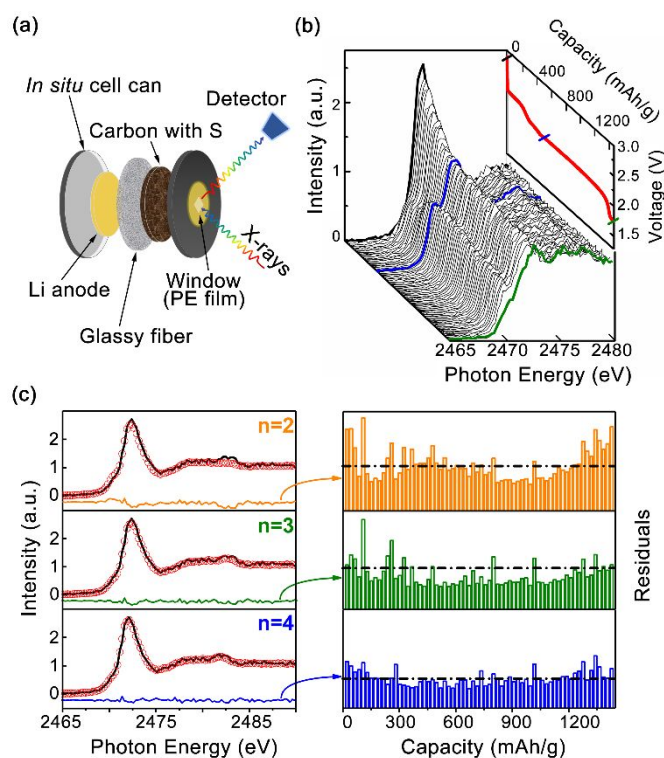 (a)
In situ cell can
Detector
Carbon with S
X-rays
Li anode
Window
(PE film)
Glassy fiber
(b)
Intensity (a.u.)
2
1
0
0
400
800
1200
Capacity (mAh/g)
3.0
2.5
2.0
1.5
Voltage (V)
2465
2470
2475
2480
Photon Energy (eV)
(c)
Intensity (a.u.)
n=2
2
1
0
n=3
2
1
0
n=4
2
1
0
2465 2475 2485
Photon Energy (eV)
Residuals
0 300 600 900 1200
Capacity (mAh/g)